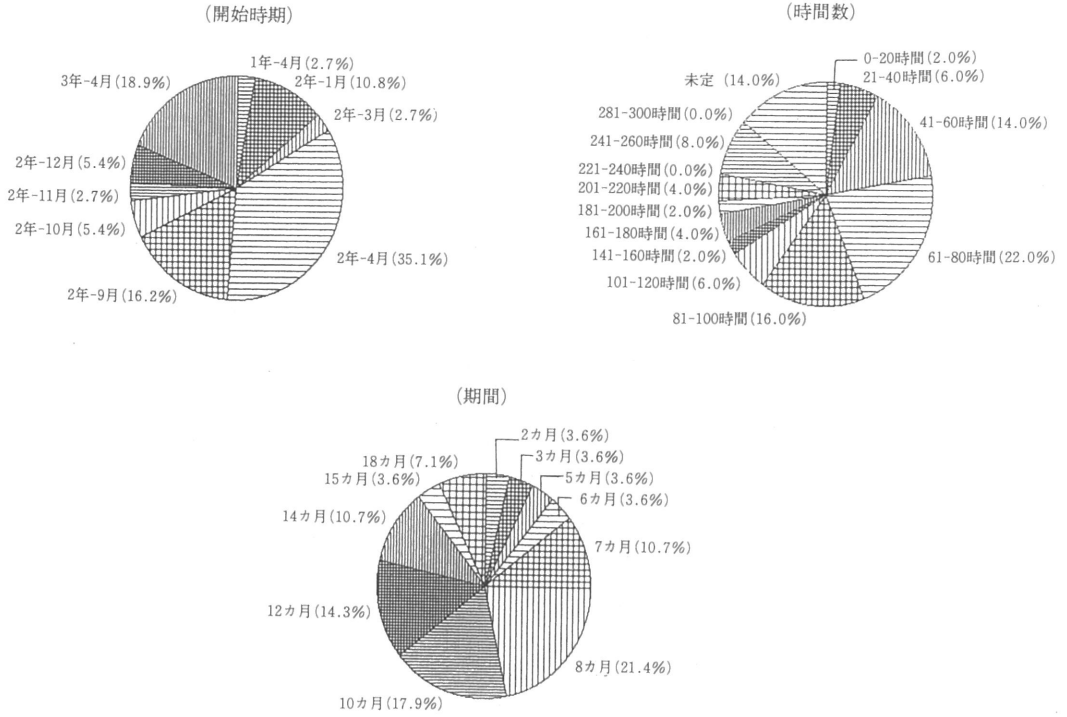 (開始時期)
1年-4月(2.7%)
2年-1月(10.8%)
2年-3月(2.7%)
2年-4月(35.1%)
2年-9月(16.2%)
2年-10月(5.4%)
2年-11月(2.7%)
2年-12月(5.4%)
3年-4月(18.9%)
(時間数)
0-20時間(2.0%)
21-40時間(6.0%)
41-60時間(14.0%)
61-80時間(22.0%)
81-100時間(16.0%)
101-120時間(6.0%)
141-160時間(2.0%)
161-180時間(4.0%)
181-200時間(2.0%)
201-220時間(4.0%)
221-240時間(0.0%)
241-260時間(8.0%)
281-300時間(0.0%)
未定 (14.0%)
(期間)
2カ月(3.6%)
3カ月(3.6%)
5カ月(3.6%)
6カ月(3.6%)
7カ月(10.7%)
8カ月(21.4%)
10カ月(17.9%)
12カ月(14.3%)
14カ月(10.7%)
15カ月(3.6%)
18カ月(7.1%)